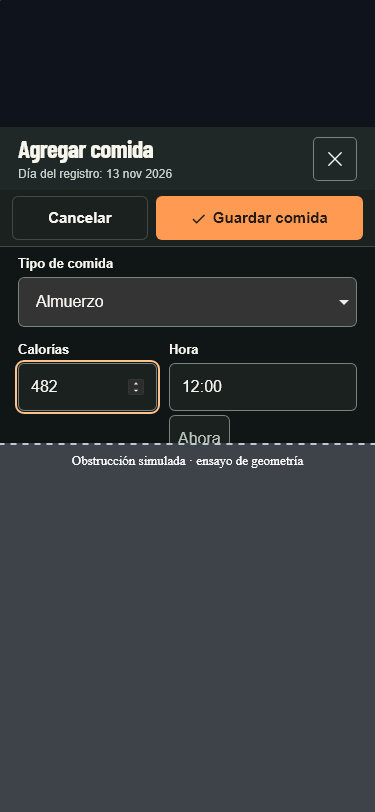 Agregar comida
Día del registro: 13 nov 2026
Cancelar
Guardar comida
Tipo de comida
Almuerzo
Calorías
Hora
482
12:00
Ahora
Obstrucción simulada · ensayo de geometría